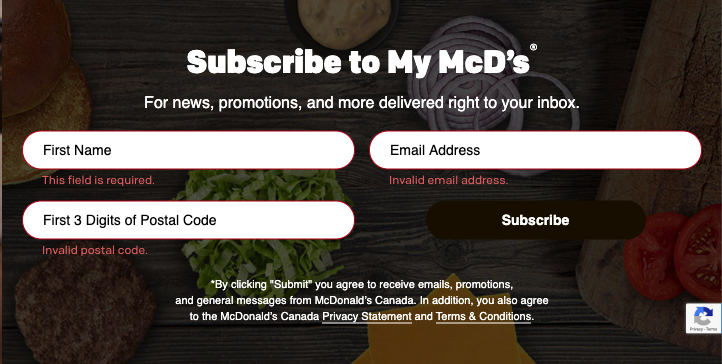 Subscribe to My McD's®
For news, promotions, and more delivered right to your inbox.
First Name
Email Address
This field is required.
Invalid email address.
First 3 Digits of Postal Code
Subscribe
Invalid postal code.
*By clicking "Submit" you agree to receive emails, promotions,
and general messages from McDonald's Canada. In addition, you also agree
to the McDonald's Canada Privacy Statement and Terms & Conditions.
Privacy - Terms